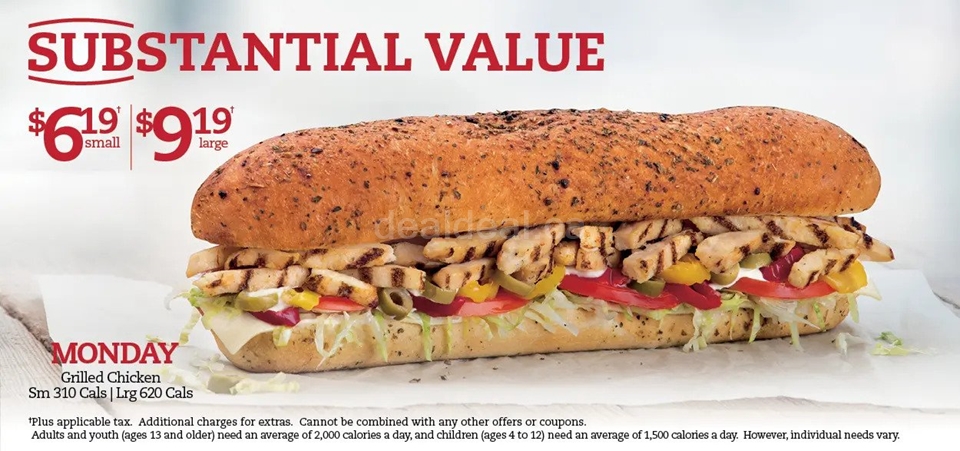 SUBSTANTIAL VALUE
$6.19† small | $9.19† large
MONDAY
Grilled Chicken
Sm 310 Cals | Lrg 620 Cals
†Plus applicable tax. Additional charges for extras. Cannot be combined with any other offers or coupons.
Adults and youth (ages 13 and older) need an average of 2,000 calories a day, and children (ages 4 to 12) need an average of 1,500 calories a day. However, individual needs vary.